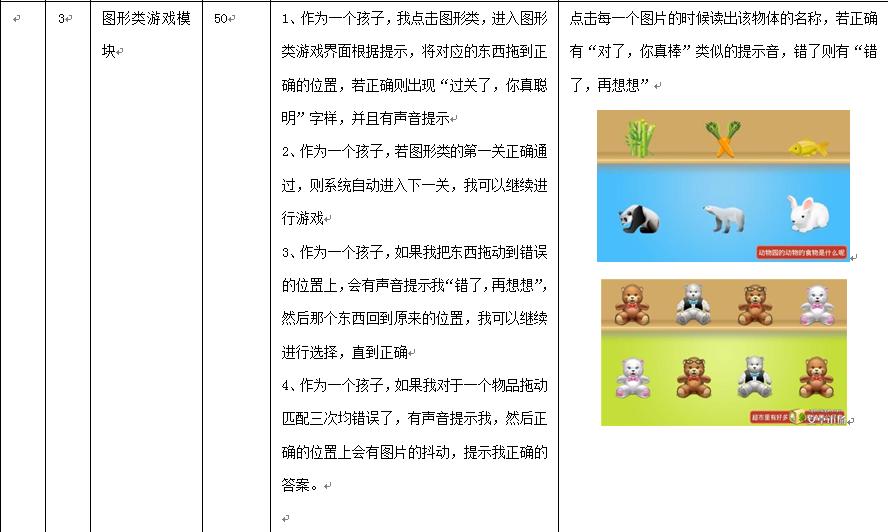 3
图形类游戏模
块
50
1、作为一个孩子，我点击图形类，进入图形
类游戏界面根据提示，将对应的东西拖到正
确的位置，若正确则出现“过关了，你真聪
明”字样，并且有声音提示
2、作为一个孩子，若图形类的第一关正确通
过，则系统自动进入下一关，我可以继续进
行游戏
3、作为一个孩子，如果我把东西拖动到错误
的位置上，会有声音提示我“错了，再想想”，
然后那个东西回到原来的位置，我可以继续
进行选择，直到正确
4、作为一个孩子，如果我对于一个物品拖动
匹配三次均错误了，有声音提示我，然后正
确的位置上会有图片的抖动，提示我正确的
答案。
点击每一个图片的时候读出该物体的名称，若正确
有“对了，你真棒”类似的提示音，错了则有“错
了，再想想”
动物园的动物的食物是什么呢
超市里有好多